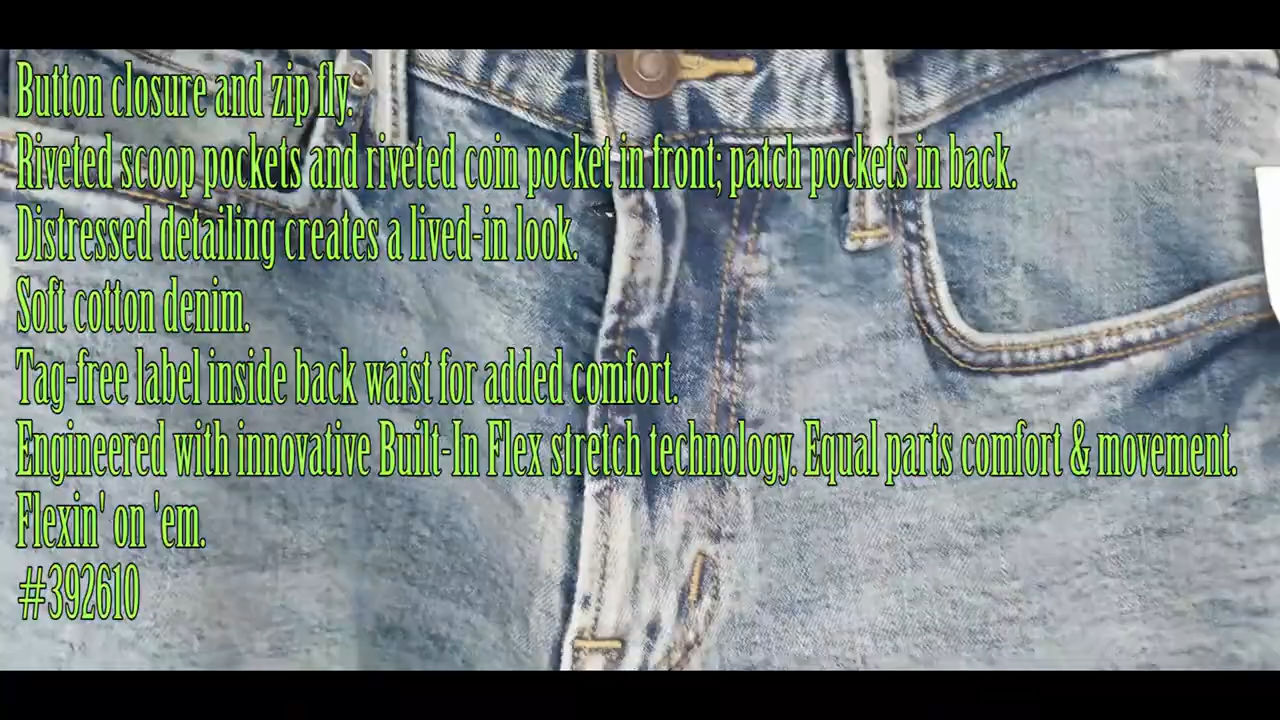 Button closure and zip fly.
Riveted scoop pockets and riveted coin pocket in front; patch pockets in back.
Distressed detailing creates a lived-in look.
Soft cotton denim.
Tag-free label inside back waist for added comfort.
Engineered with innovative Built-In Flex stretch technology. Equal parts comfort & movement.
Flexin' on 'em.
#392610